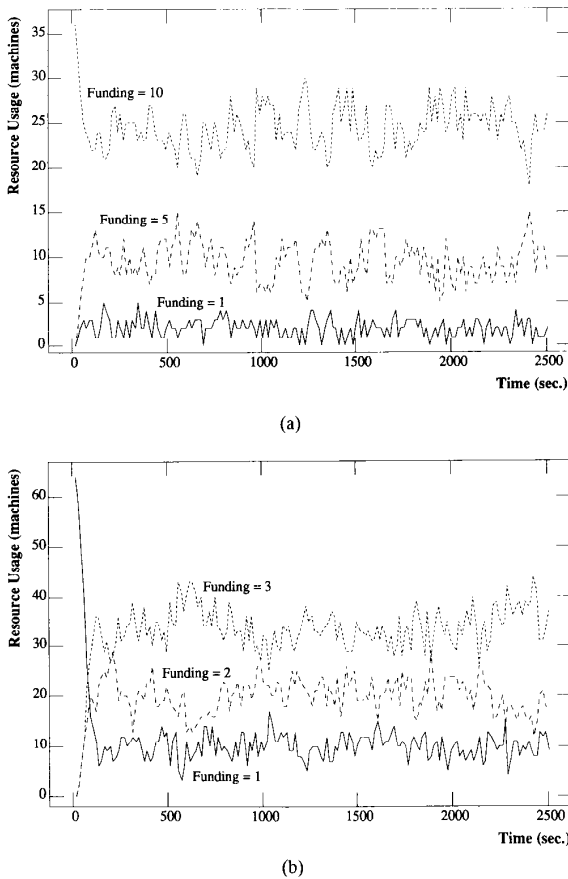 Resource Usage (machines)
35
30
25
20
15
10
5
0
Funding = 10
Funding = 5
Funding = 1
0 500 1000 1500 2000 2500
Time (sec.)
(a)
Resource Usage (machines)
60
50
40
30
20
10
0
Funding = 3
Funding = 2
Funding = 1
0 500 1000 1500 2000 2500
Time (sec.)
(b)